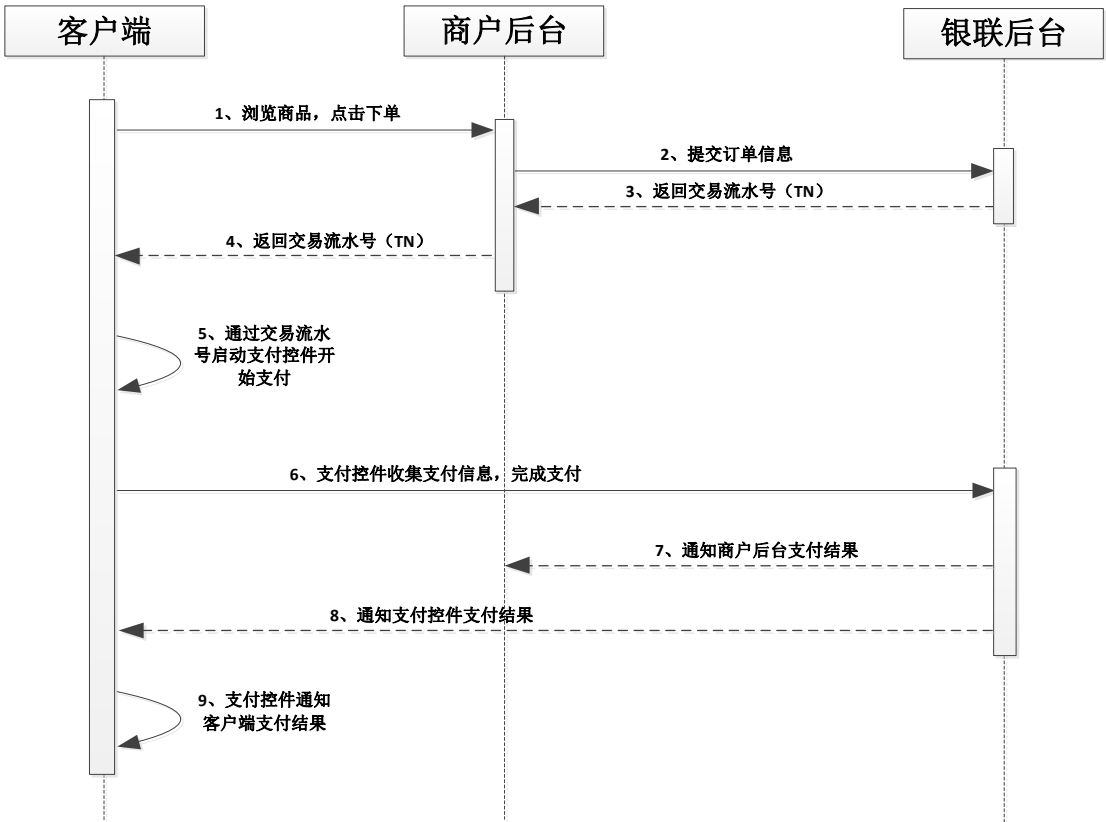 客户端
商户后台
银联后台
1、浏览商品，点击下单
2、提交订单信息
3、返回交易流水号（TN）
4、返回交易流水号（TN）
5、通过交易流水
号启动支付控件开
始支付
6、支付控件收集支付信息，完成支付
7、通知商户后台支付结果
8、通知支付控件支付结果
9、支付控件通知
客户端支付结果